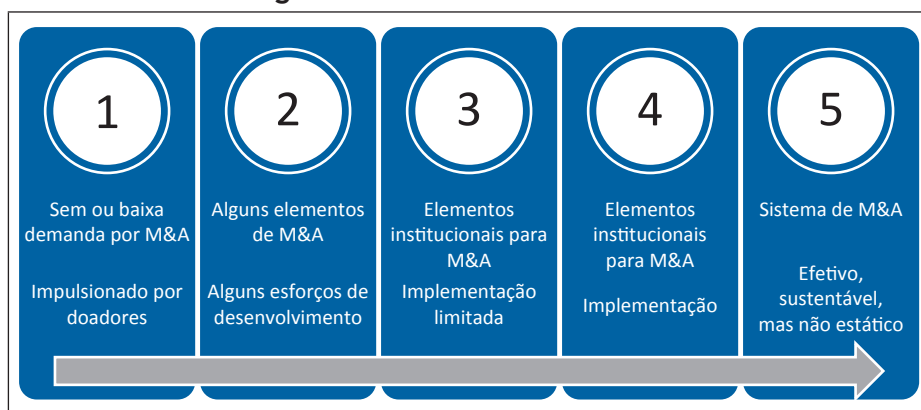 1
Sem ou baixa
demanda por M&A
Impulsionado por
doadores
2
Alguns elementos
de M&A
Alguns esforços de
desenvolvimento
3
Elementos
institucionais para
M&A
Implementação
limitada
4
Elementos
institucionais
para M&A
Implementação
5
Sistema de M&A
Efetivo,
sustentável,
mas não estático